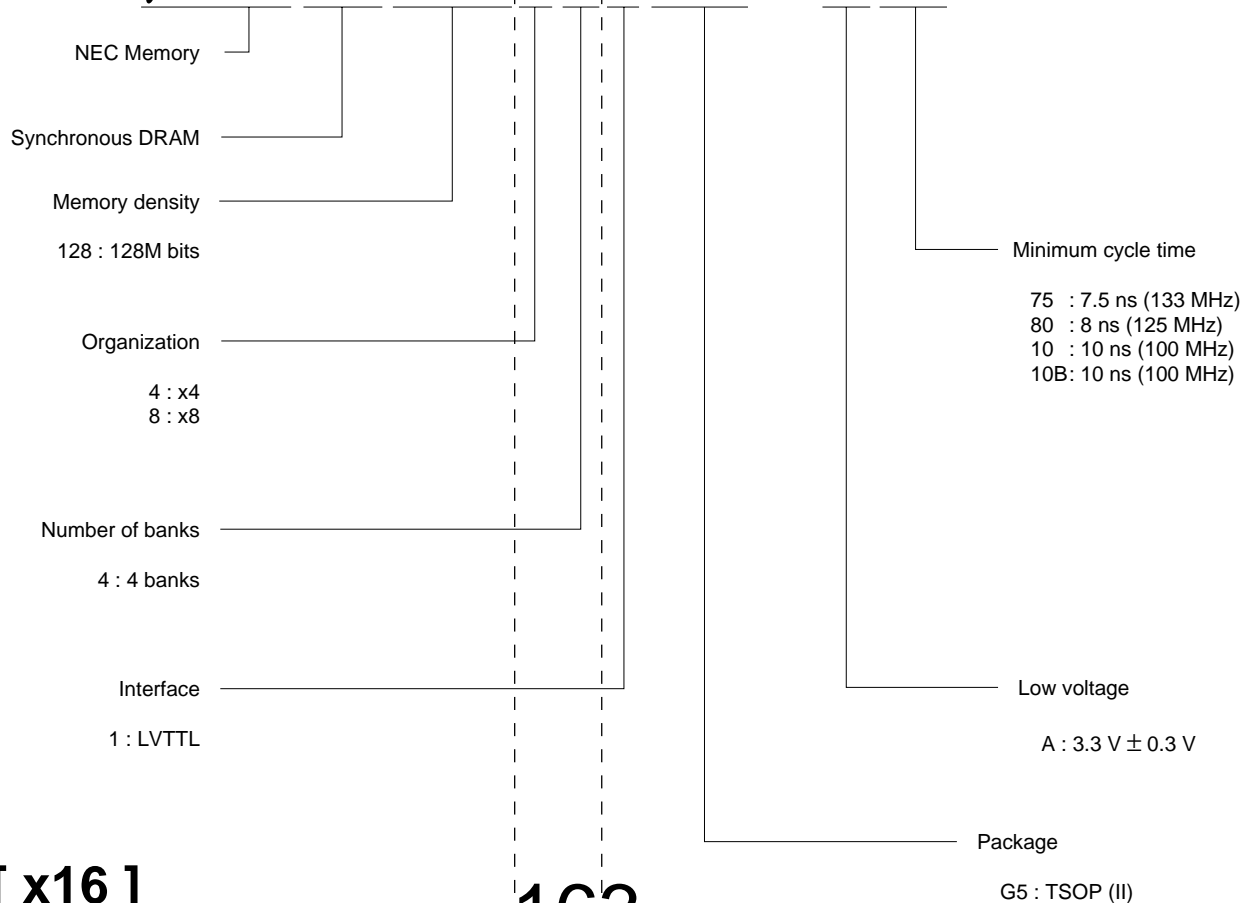 NEC Memory
Synchronous DRAM
Memory density
128 : 128M bits
Minimum cycle time
75 : 7.5 ns (133 MHz)
80 : 8 ns (125 MHz)
10 : 10 ns (100 MHz)
10B: 10 ns (100 MHz)
Organization
4 : x4
8 : x8
Number of banks
4 : 4 banks
Interface
1 : LVTTL
Low voltage
A : 3.3 V ± 0.3 V
Package
G5 : TSOP (II)
[ x16 ]